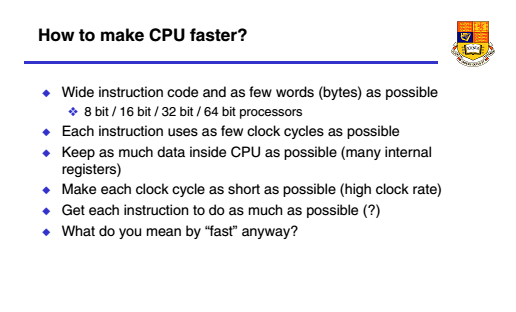 How to make CPU faster?
◆ Wide instruction code and as few words (bytes) as possible
❖ 8 bit / 16 bit / 32 bit / 64 bit processors
◆ Each instruction uses as few clock cycles as possible
◆ Keep as much data inside CPU as possible (many internal
registers)
◆ Make each clock cycle as short as possible (high clock rate)
◆ Get each instruction to do as much as possible (?)
◆ What do you mean by “fast” anyway?